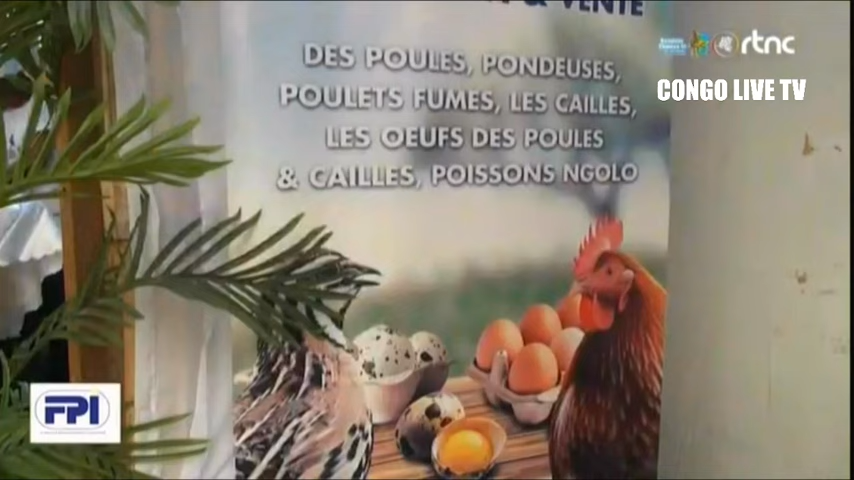 & VENTE
DES POULES, PONDEUSES,
POULETS FUMES, LES CAILLES,
LES OEUFS DES POULES
& CAILLES, POISSONS NGOLO
rtnc
CONGO LIVE TV
FPI